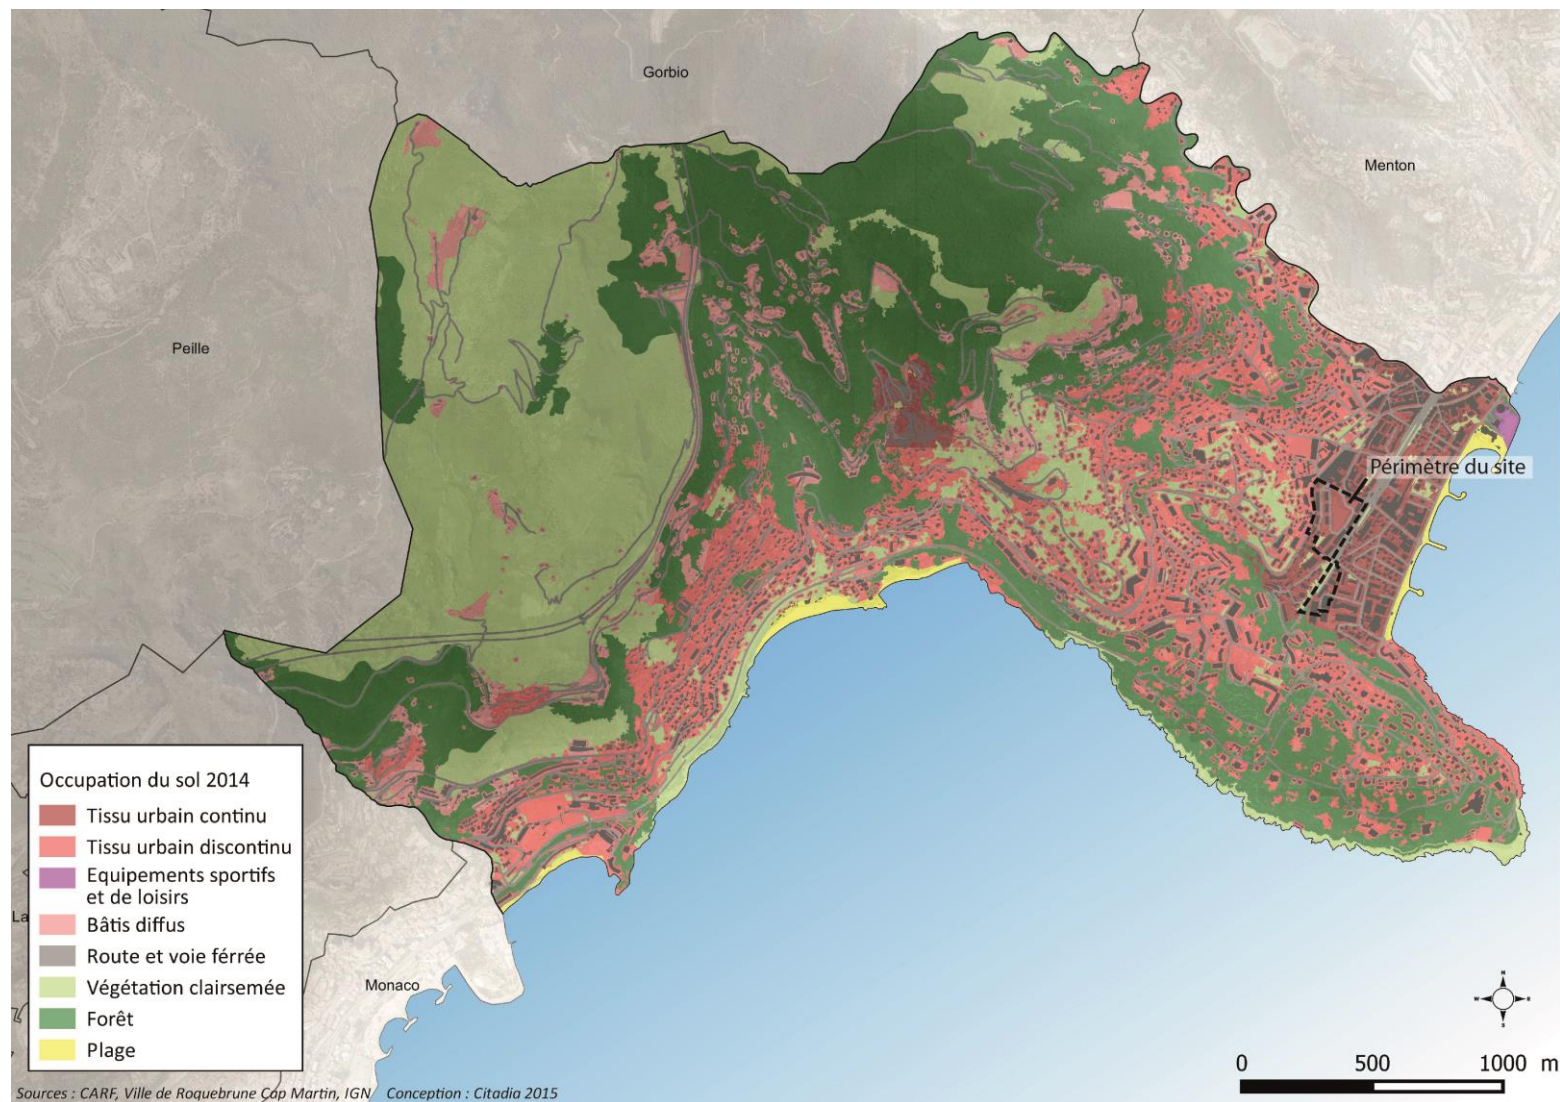 Gorbio
Menton
Peille
Périmètre du site
Occupation du sol 2014
Tissu urbain continu
Tissu urbain discontinu
Equipements sportifs
et de loisirs
Bâtis diffus
Route et voie férrée
Végétation clairsemée
Forêt
Plage
La
Monaco
N
W
E
S
0 500 1000 m
Sources : CARF, Ville de Roquebrune Cap Martin, IGN Conception : Citadia 2015